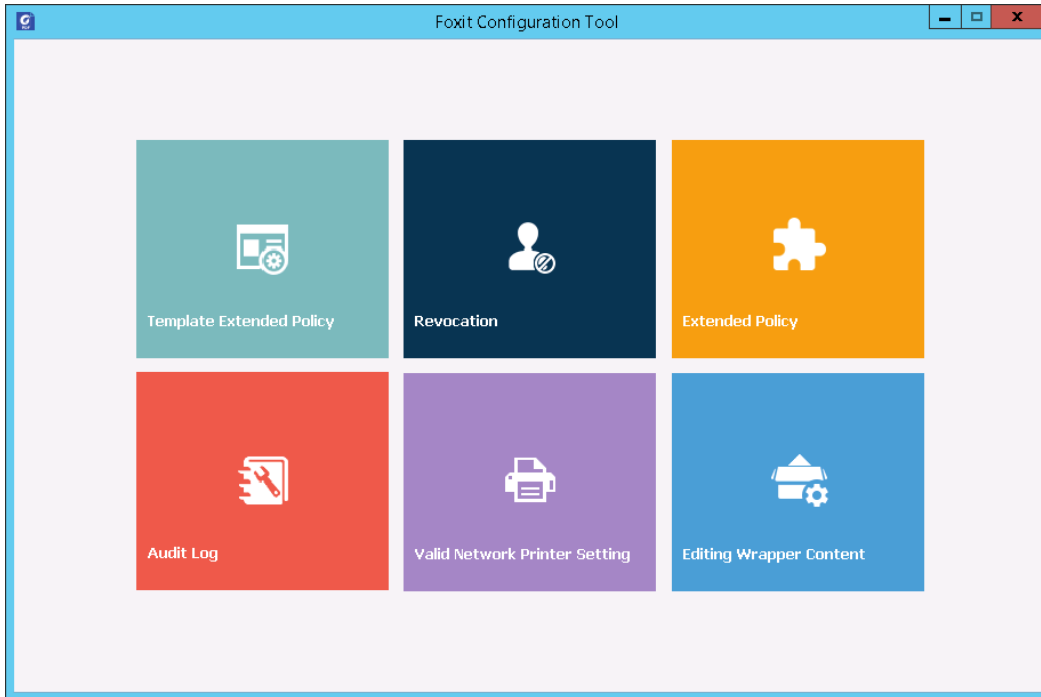 Foxit Configuration Tool
Template Extended Policy
Revocation
Extended Policy
Audit Log
Valid Network Printer Setting
Editing Wrapper Content